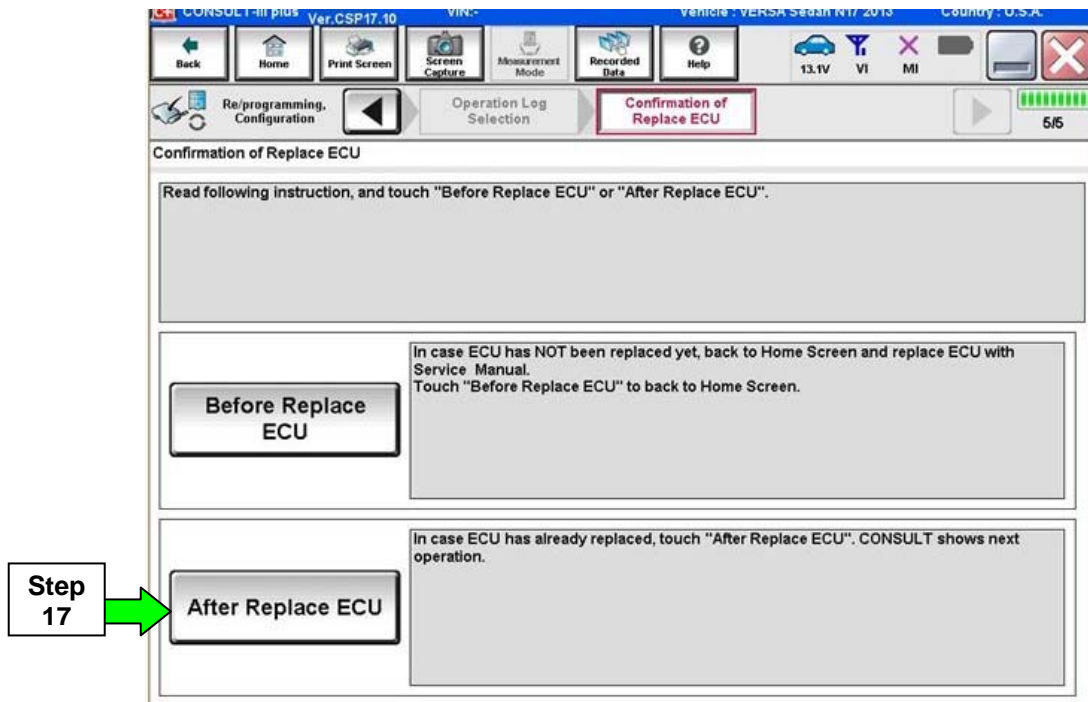 CONSULT-III plus Ver.CSP17.10 VIN:- Vehicle : VERSA Sedan N17 2013 Country : U.S.A.
Back Home Print Screen Screen Capture Measurement Mode Recorded Data Help 13.1V VI MI
Re/programming, Configuration Operation Log Selection Confirmation of Replace ECU 5/5
Confirmation of Replace ECU
Read following instruction, and touch "Before Replace ECU" or "After Replace ECU".
Before Replace
ECU
In case ECU has NOT been replaced yet, back to Home Screen and replace ECU with
Service Manual.
Touch "Before Replace ECU" to back to Home Screen.
Step
17
After Replace ECU
In case ECU has already replaced, touch "After Replace ECU". CONSULT shows next
operation.